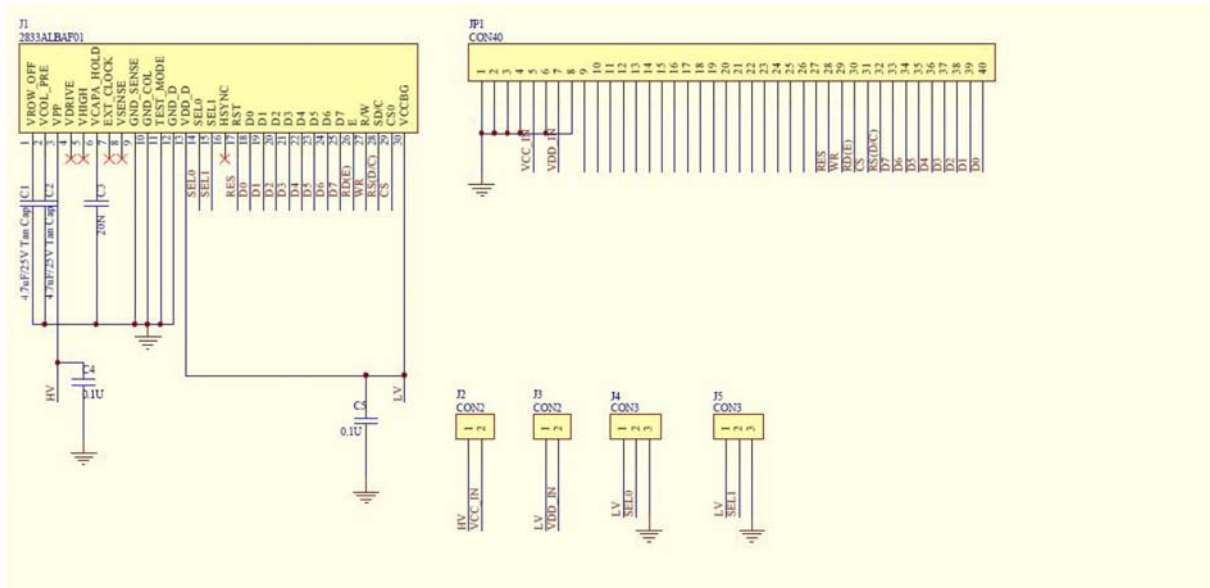 J1
2833ALBAF01
VROW_OFF
VCOL_PRE
VPP
VDRIVE
VHIGH
VCAPA_HOLD
EXT_CLOCK
VSENSE
GND_SENSE
GND_COL
TEST_MODE
GND_D
VDD_D
SEL0
SEL1
HSYNC
RST
D0
D1
D2
D3
D4
D5
D6
D7
E
R/W
SD/C
CS0
VCCBG
1 2 3 4 5 6 7 8 9 10 11 12 13 14 15 16 17 18 19 20 21 22 23 24 25 26 27 28 29 30
SEL0
SEL1
RES
D0
D1
D2
D3
D4
D5
D6
D7
RD(E)
WR
RS(D/C)
CS
C1
4.7uF/25V Tan Cap
C2
4.7uF/25V Tan Cap
C3
20N
HV
C4
0.1U
C5
0.1U
LV
JP1
CON40
1 2 3 4 5 6 7 8 9 10 11 12 13 14 15 16 17 18 19 20 21 22 23 24 25 26 27 28 29 30 31 32 33 34 35 36 37 38 39 40
VCC_IN
VDD_IN
RES
WR
RD(E)
CS
RS(D/C)
D7
D6
D5
D4
D3
D2
D1
D0
J2
CON2
1 2
HV
VCC_IN
J3
CON2
1 2
LV
VDD_IN
J4
CON3
1 2 3
LV
SEL0
J5
CON3
1 2 3
LV
SEL1